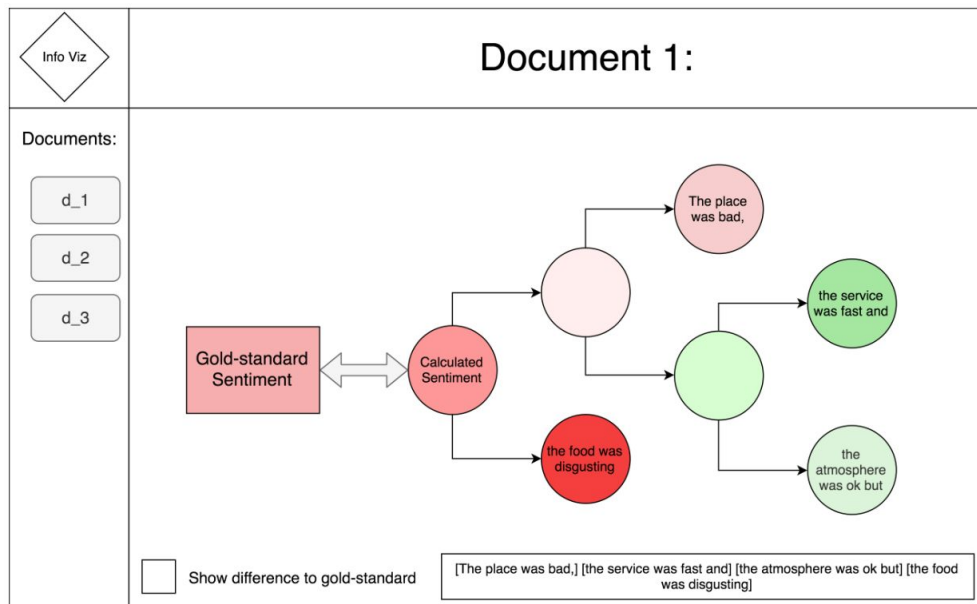 Info Viz
Document 1:
Documents:
d_1
d_2
d_3
The place
was bad,
the service
was fast and
Gold-standard
Sentiment
Calculated
Sentiment
the food was
disgusting
the
atmosphere
was ok but
Show difference to gold-standard
[The place was bad,] [the service was fast and] [the atmosphere was ok but] [the food
was disgusting]